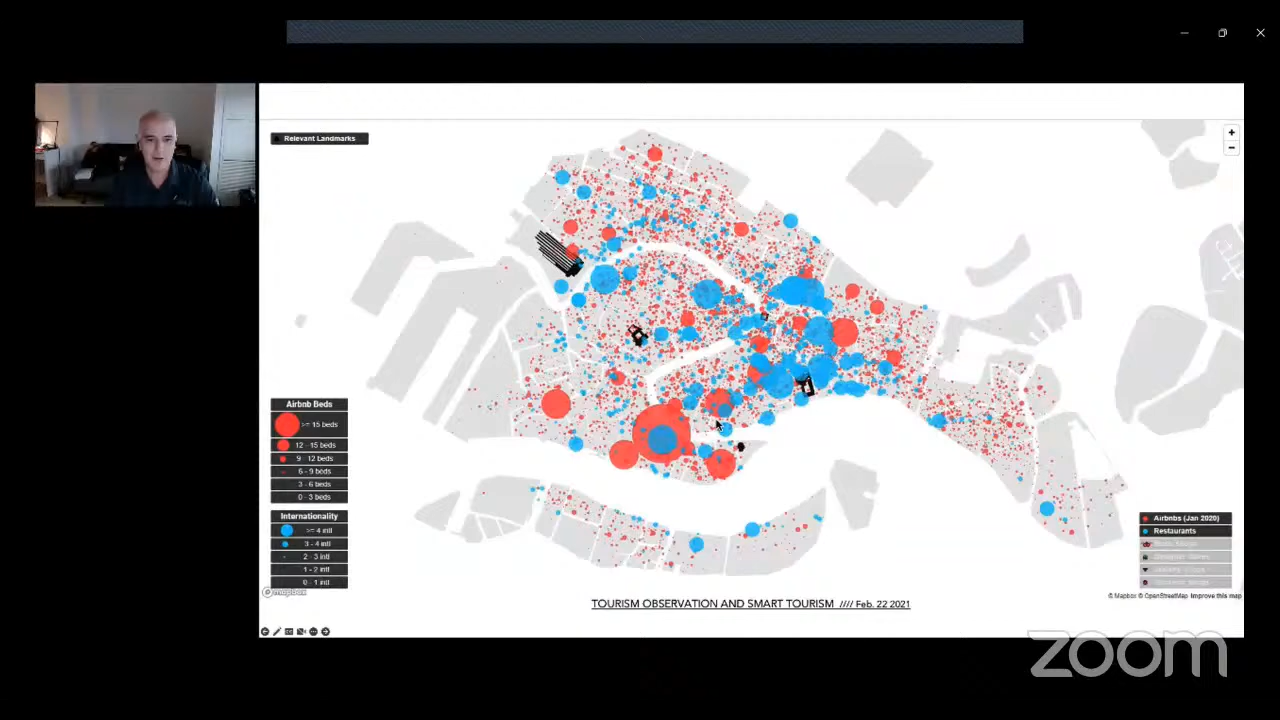 Relevant Landmarks
+
−
Airbnb Beds
>= 15 beds
12 - 15 beds
9 - 12 beds
6 - 9 beds
3 - 6 beds
0 - 3 beds
Internationality
>= 4 intl
3 - 4 intl
2 - 3 intl
1 - 2 intl
0 - 1 intl
Airbnbs (Jan 2020)
Restaurants
mapbox
© Mapbox © OpenStreetMap Improve this map
TOURISM OBSERVATION AND SMART TOURISM //// Feb. 22 2021
zoom